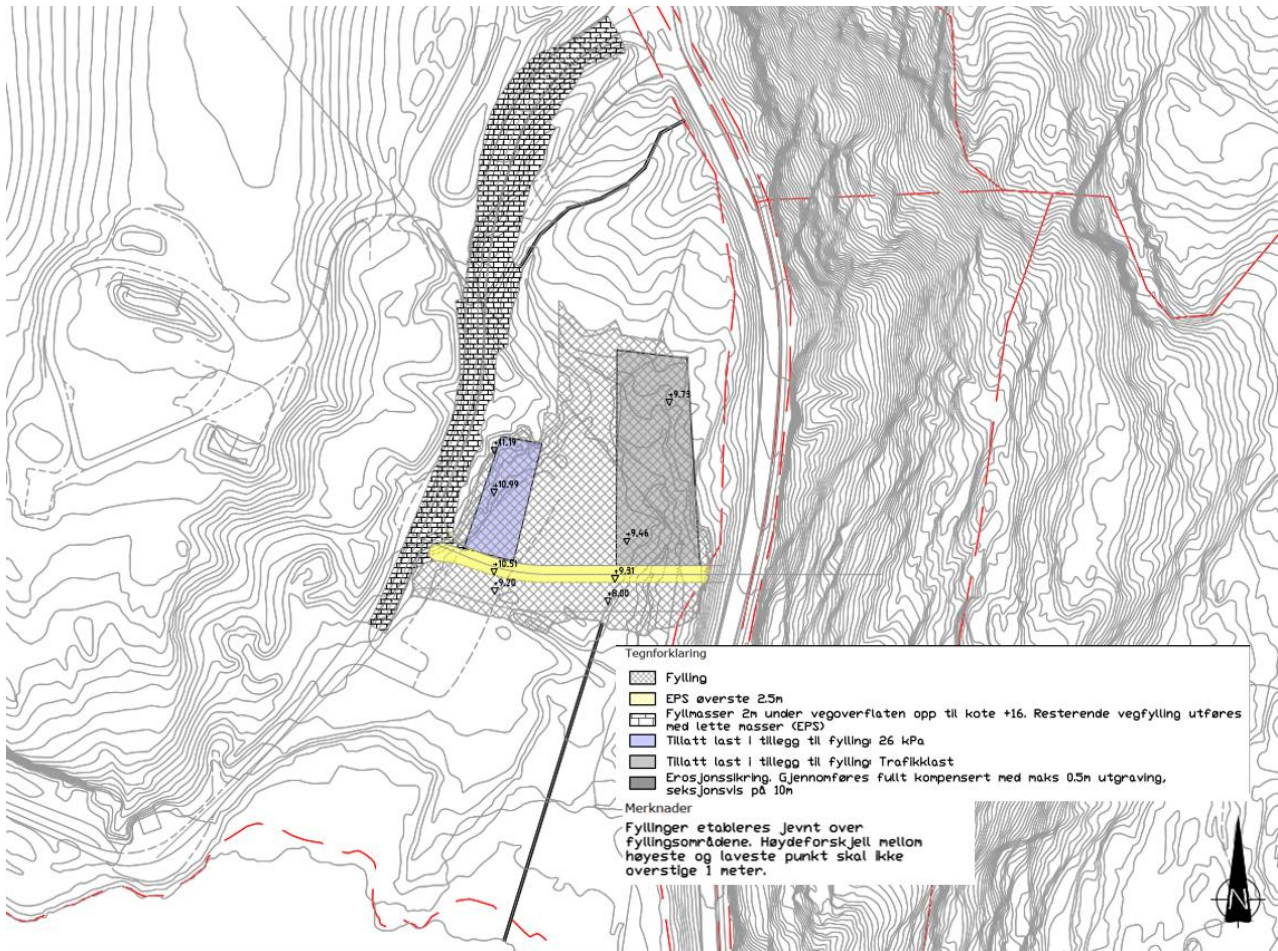 +9.73
+11.19
+10.99
+9.46
+10.51
+9.31
+9.20
+8.00
Tegnforklaring
Fylling
EPS øverste 2.5m
Fyllmasser 2m under vegoverflaten opp til kote +16. Resterende vegfylling utføres
med lette masser (EPS)
Tillatt last i tillegg til fylling: 26 kPa
Tillatt last i tillegg til fylling: Trafikklast
Erosjonssikring. Gjennomføres fullt kompensert med maks 0.5m utgraving,
seksjonsvis på 10m
Merknader
Fyllinger etableres jevnt over
fyllingsområdene. Høydeforskjell mellom
høyeste og laveste punkt skal ikke
overstige 1 meter.
N